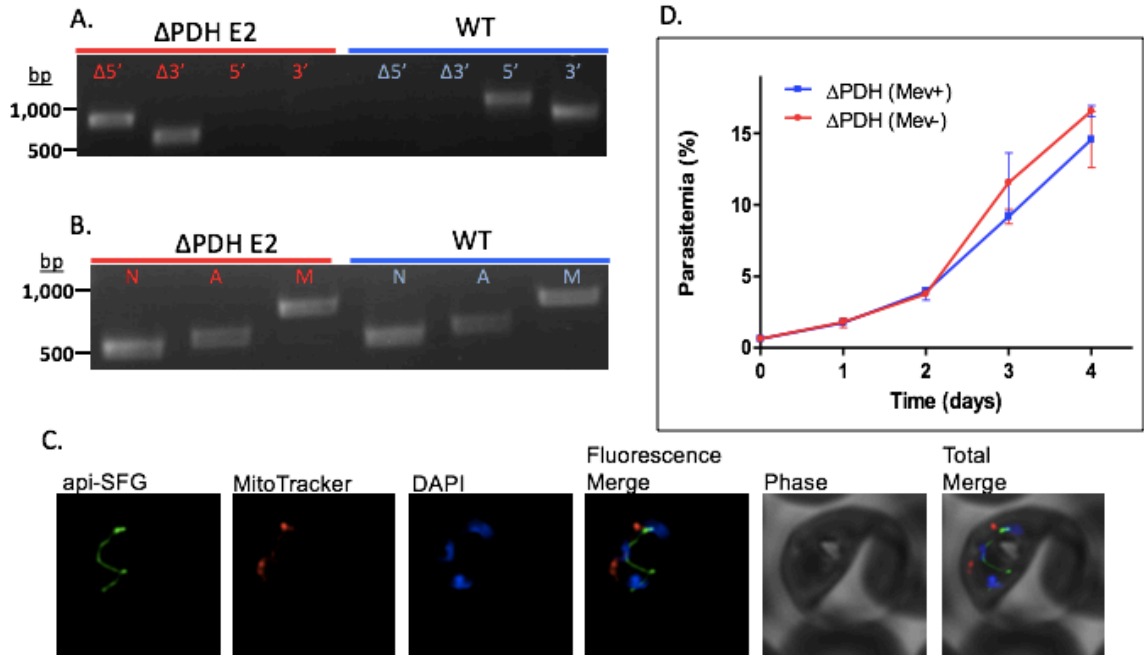 A.
ΔPDH E2 WT
bp Δ5’ Δ3’ 5’ 3’ Δ5’ Δ3’ 5’ 3’
1,000
500
B.
ΔPDH E2 WT
bp N A M N A M
1,000
500
D.
ΔPDH (Mev+)
ΔPDH (Mev-)
Parasitemia (%)
15
10
5
0
0 1 2 3 4
Time (days)
C.
api-SFG MitoTracker DAPI Fluorescence Merge Phase Total Merge